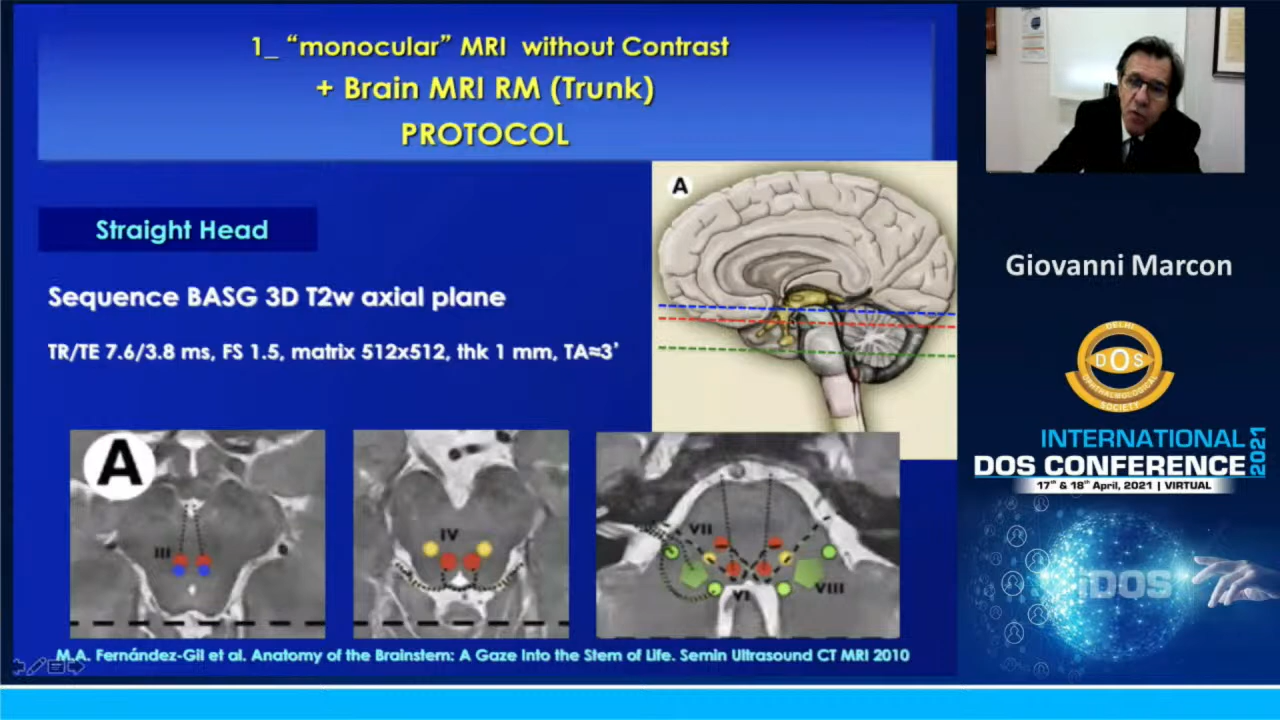 1_ “monocular” MRI without Contrast
+ Brain MRI RM (Trunk)
PROTOCOL
Straight Head
Sequence BASG 3D T2w axial plane
TR/TE 7.6/3.8 ms, FS 1.5, matrix 512x512, thk 1 mm, TA≈3’
A
A
III
IV
VII
VI
VIII
M.A. Fernández-Gil et al. Anatomy of the Brainstem: A Gaze Into the Stem of Life. Semin Ultrasound CT MRI 2010
Giovanni Marcon
DELHI
DOS
OPHTHALMOLOGICAL
SOCIETY
INTERNATIONAL
DOS CONFERENCE
2021
17th & 18th April, 2021 | VIRTUAL
iDOS